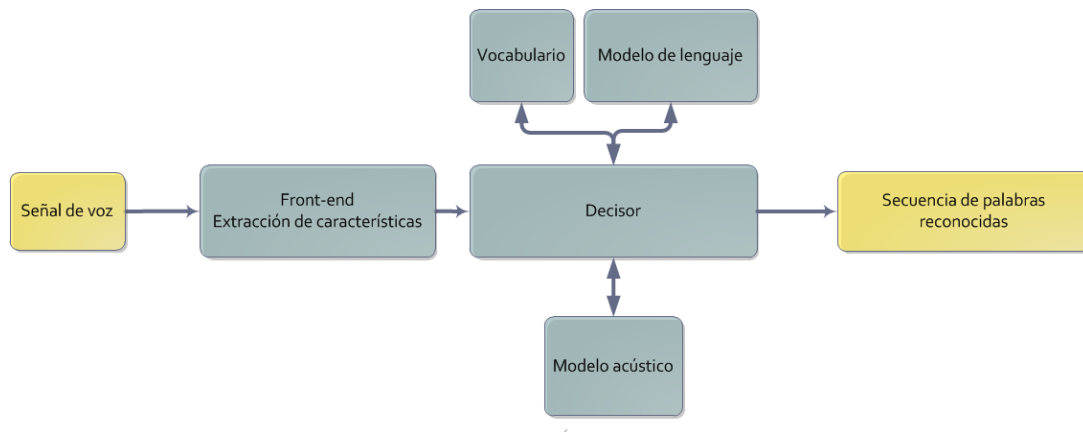 Vocabulario
Modelo de lenguaje
Señal de voz
Front-end
Extracción de características
Decisor
Secuencia de palabras
reconocidas
Modelo acústico